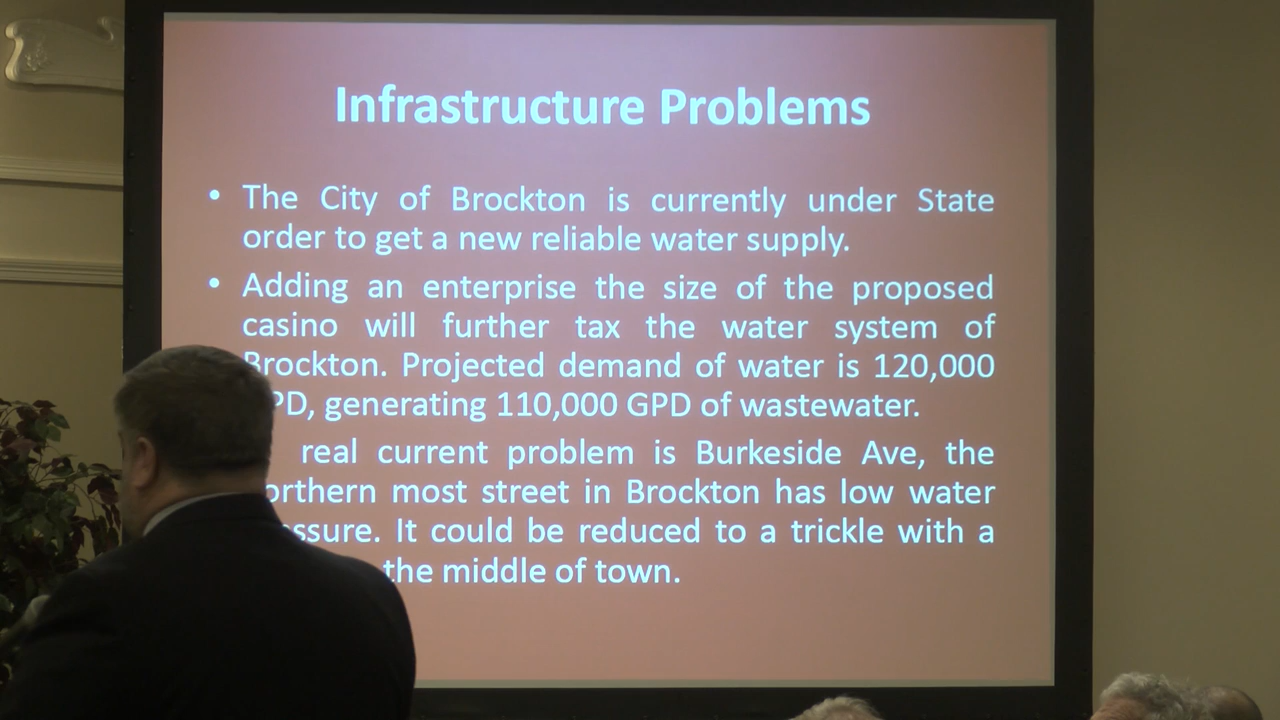 Infrastructure Problems
• The City of Brockton is currently under State
order to get a new reliable water supply.
• Adding an enterprise the size of the proposed
casino will further tax the water system of
Brockton. Projected demand of water is 120,000
PD, generating 110,000 GPD of wastewater.
real current problem is Burkeside Ave, the
orthern most street in Brockton has low water
ssure. It could be reduced to a trickle with a
the middle of town.